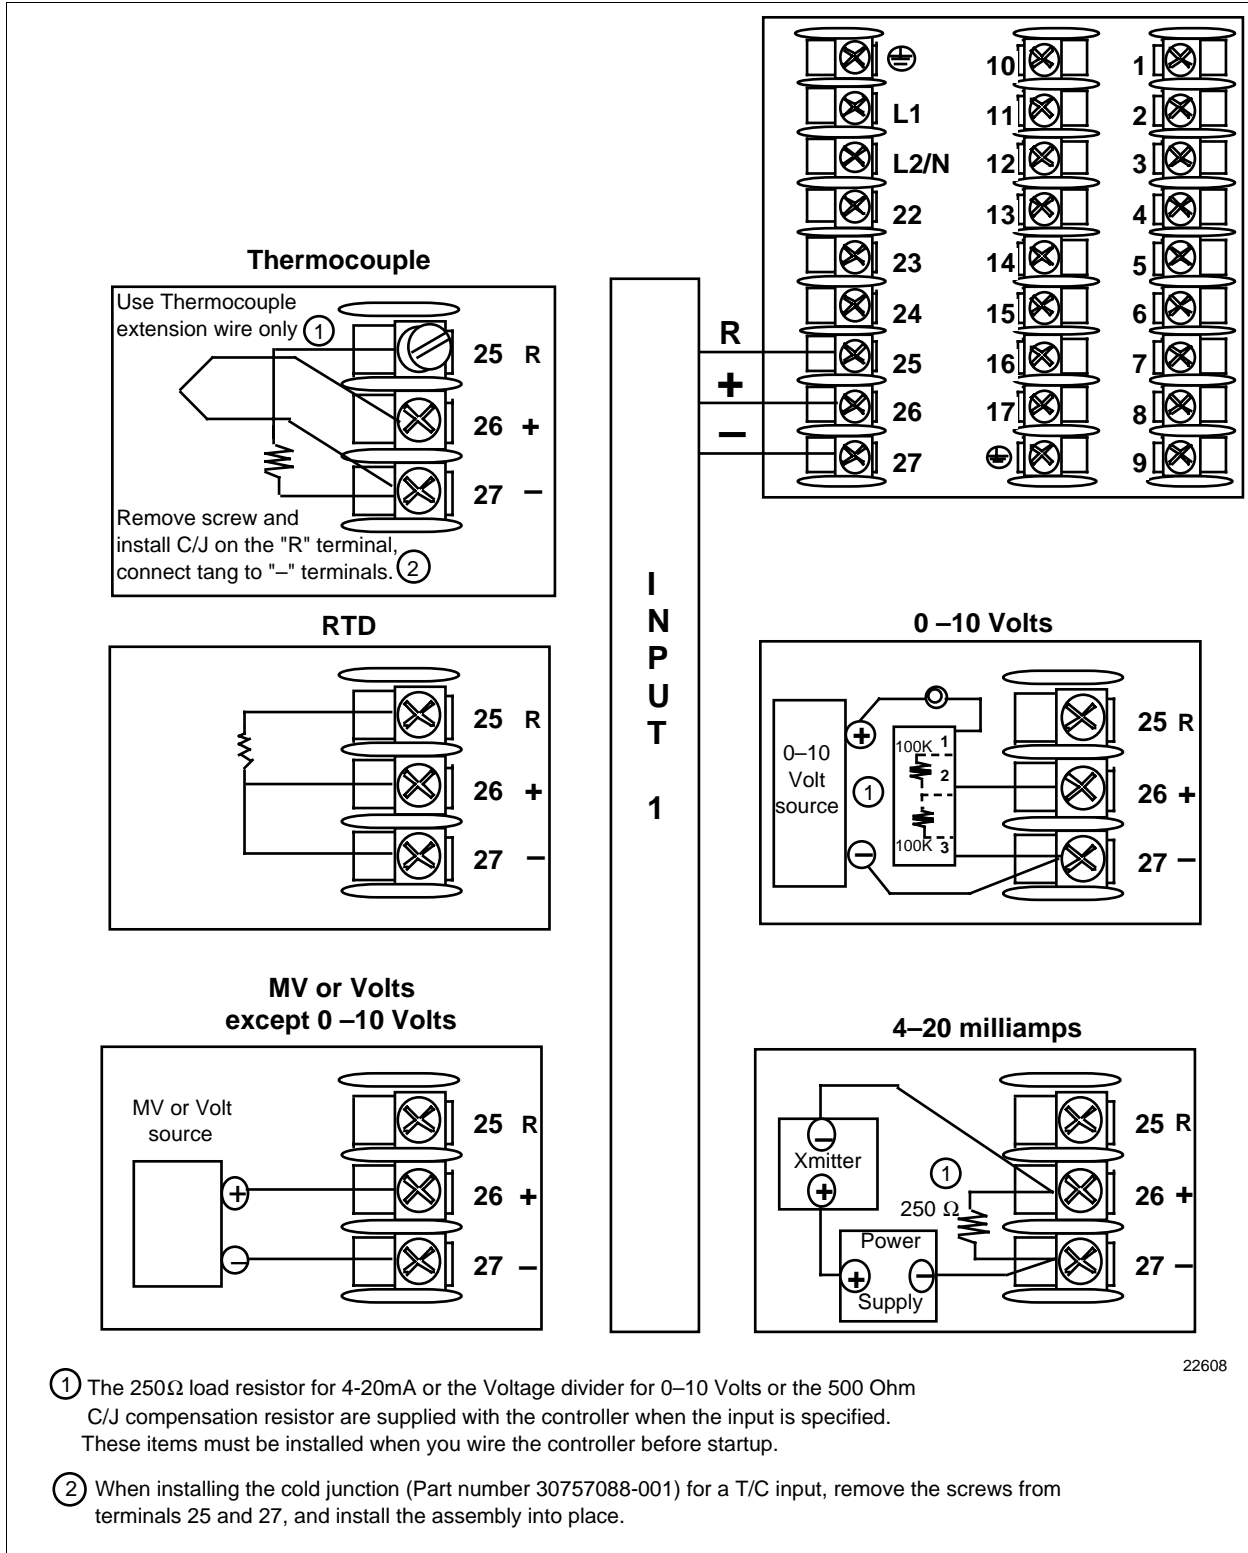 L1
L2/N
22
23
24
25
26
27
10
11
12
13
14
15
16
17
1
2
3
4
5
6
7
8
9
R
+
–
INPUT 1
Thermocouple
Use Thermocouple
extension wire only 1
25 R
26 +
27 –
Remove screw and
install C/J on the "R" terminal,
connect tang to "–" terminals. 2
RTD
25 R
26 +
27 –
0 –10 Volts
0–10
Volt
source
+
–
1
100K 1
2
100K 3
25 R
26 +
27 –
MV or Volts
except 0 –10 Volts
MV or Volt
source
+
–
25 R
26 +
27 –
4–20 milliamps
–
Xmitter
+
1
250 Ω
Power
+ –
Supply
25 R
26 +
27 –
22608
1 The 250Ω load resistor for 4-20mA or the Voltage divider for 0–10 Volts or the 500 Ohm
C/J compensation resistor are supplied with the controller when the input is specified.
These items must be installed when you wire the controller before startup.
2 When installing the cold junction (Part number 30757088-001) for a T/C input, remove the screws from
terminals 25 and 27, and install the assembly into place.